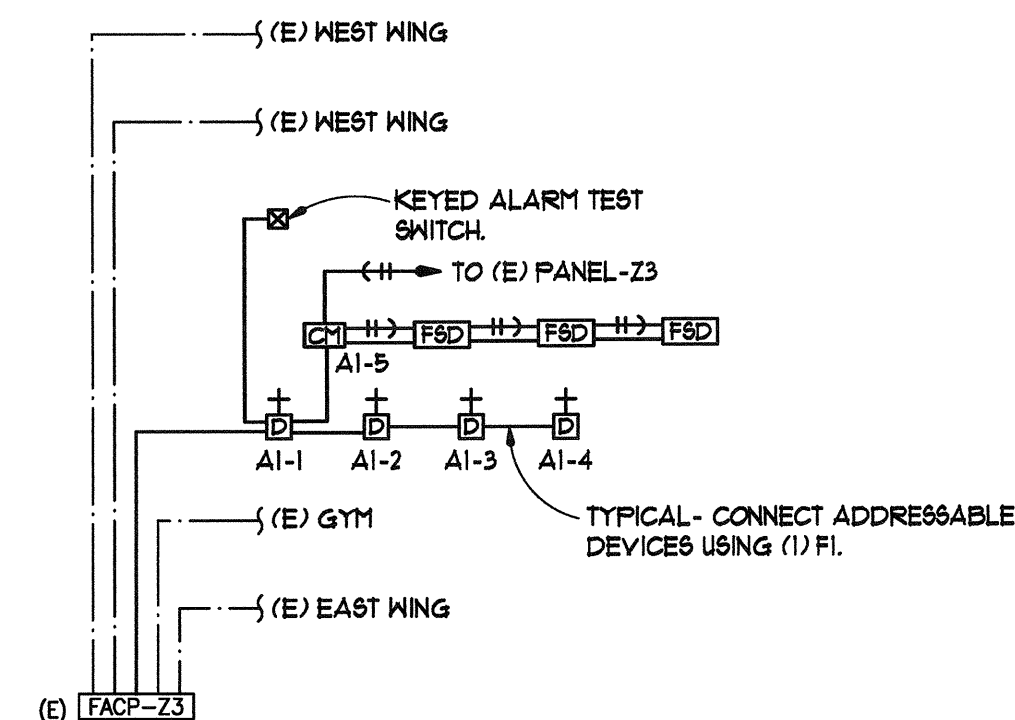 (E) WEST WING
(E) WEST WING
KEYED ALARM TEST
SWITCH.
TO (E) PANEL-Z3
CM
FSD
FSD
FSD
A1-5
D
D
D
D
A1-1
A1-2
A1-3
A1-4
(E) GYM
TYPICAL- CONNECT ADDRESSABLE
DEVICES USING (1) F1.
(E) EAST WING
(E) FACP-Z3